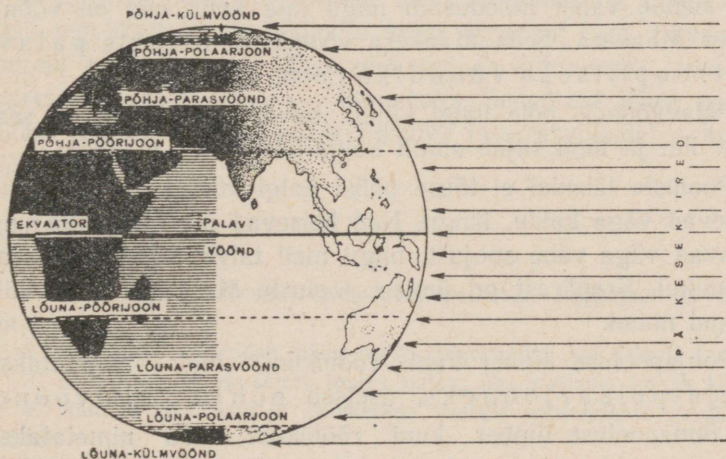 PÕHJA-KÜLMVÖÖND
PÕHJA-POLAARJOON
PÕHJA-PARASVÖÖND
PÕHJA-PÖÖRIJOON
EKVAATOR
PALAV
VÖÖND
LÕUNA-PÖÖRIJOON
LÕUNA-PARASVÖÖND
LÕUNA-POLAARJOON
LÕUNA-KÜLMVÖÖND
PÄIKESEKIIRED